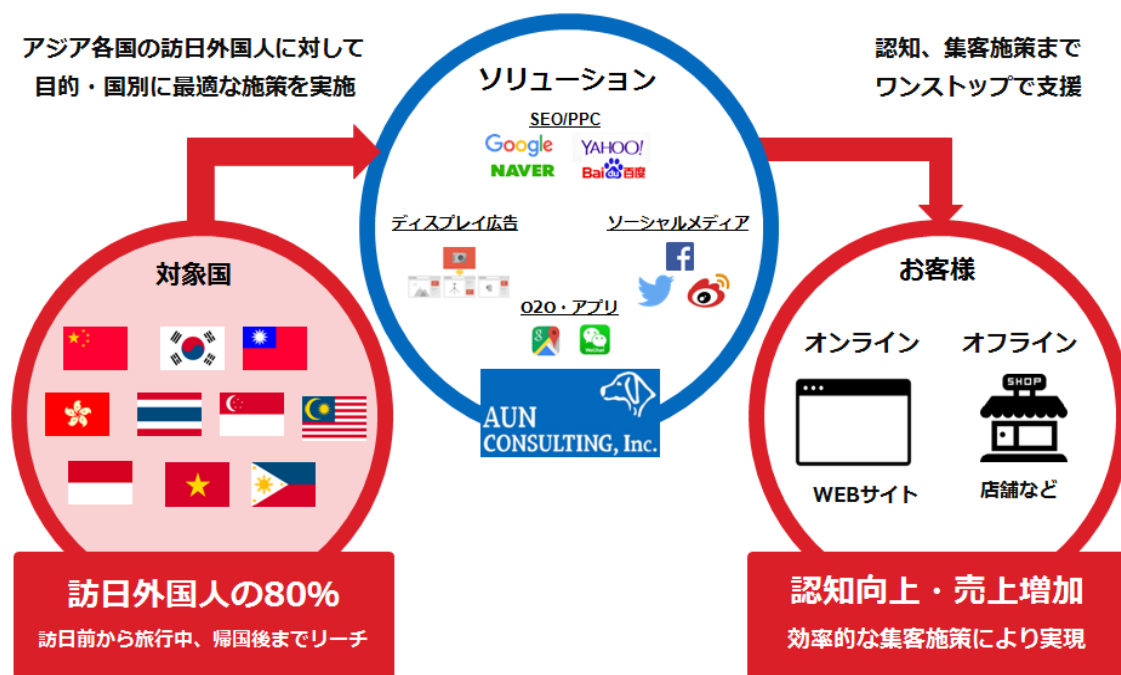 アジア各国の訪日外国人に対して
目的・国別に最適な施策を実施
認知、集客施策まで
ワンストップで支援
ソリューション
SEO/PPC
Google
YAHOO!
NAVER
Bai du 百度
ディスプレイ広告
ソーシャルメディア
O2O・アプリ
WeChat
AUN
CONSULTING, Inc.
対象国
訪日外国人の80%
訪日前から旅行中、帰国後までリーチ
お客様
オンライン
オフライン
SHOP
WEBサイト
店舗など
認知向上・売上増加
効率的な集客施策により実現